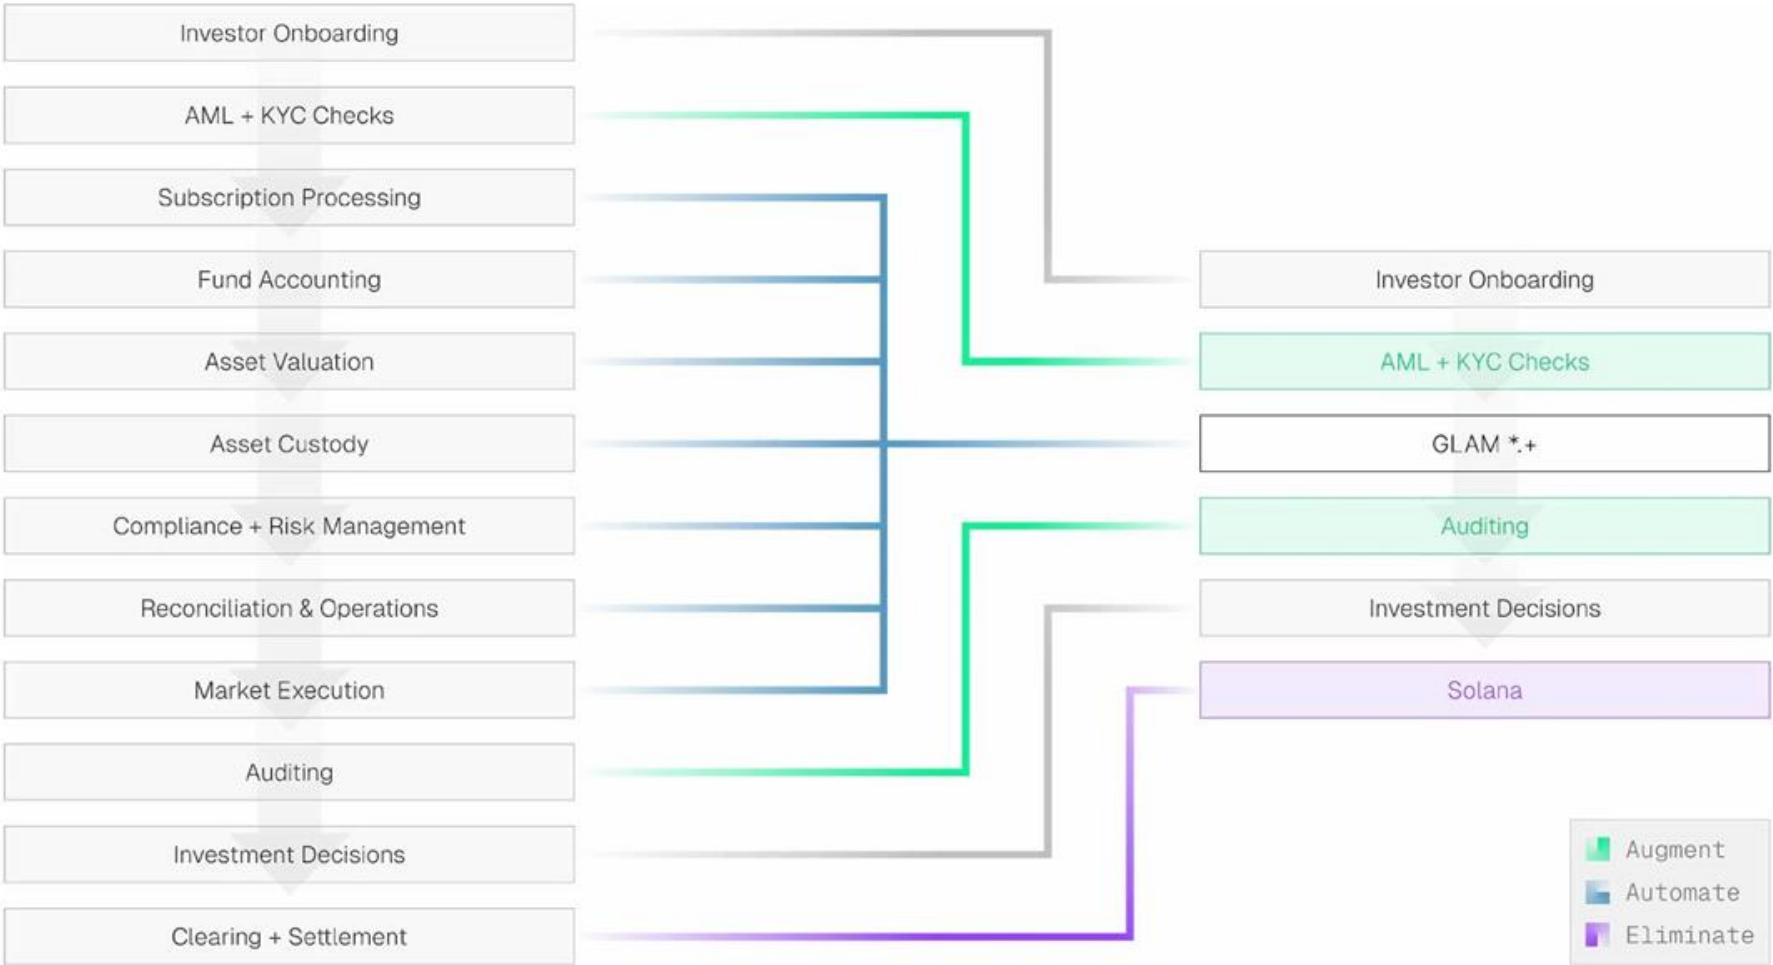 Investor Onboarding
AML + KYC Checks
Subscription Processing
Fund Accounting
Asset Valuation
Asset Custody
Compliance + Risk Management
Reconciliation & Operations
Market Execution
Auditing
Investment Decisions
Clearing + Settlement
Investor Onboarding
AML + KYC Checks
GLAM *.+
Auditing
Investment Decisions
Solana
Augment
Automate
Eliminate